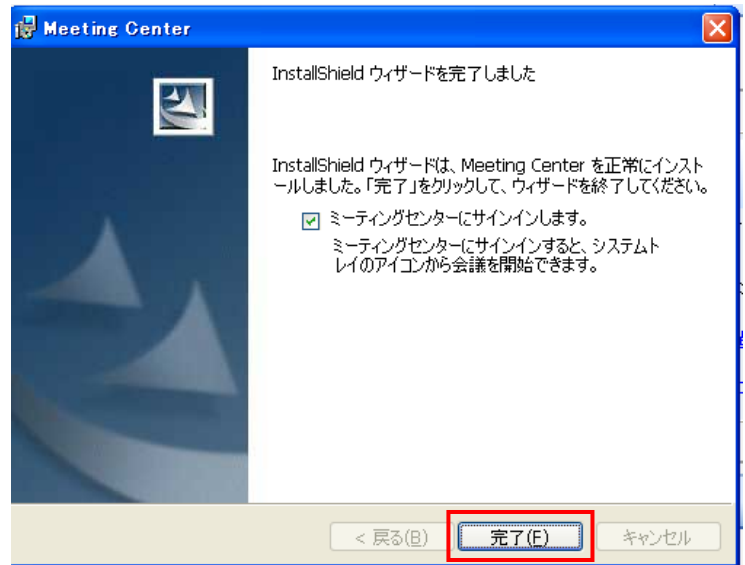 Meeting Center
InstallShield ウィザードを完了しました
InstallShield ウィザードは、Meeting Center を正常にインスト
ールしました。「完了」をクリックして、ウィザードを終了してください。
ミーティングセンターにサインインします。
ミーティングセンターにサインインすると、システムト
レイのアイコンから会議を開始できます。
< 戻る(B)
完了(F)
キャンセル